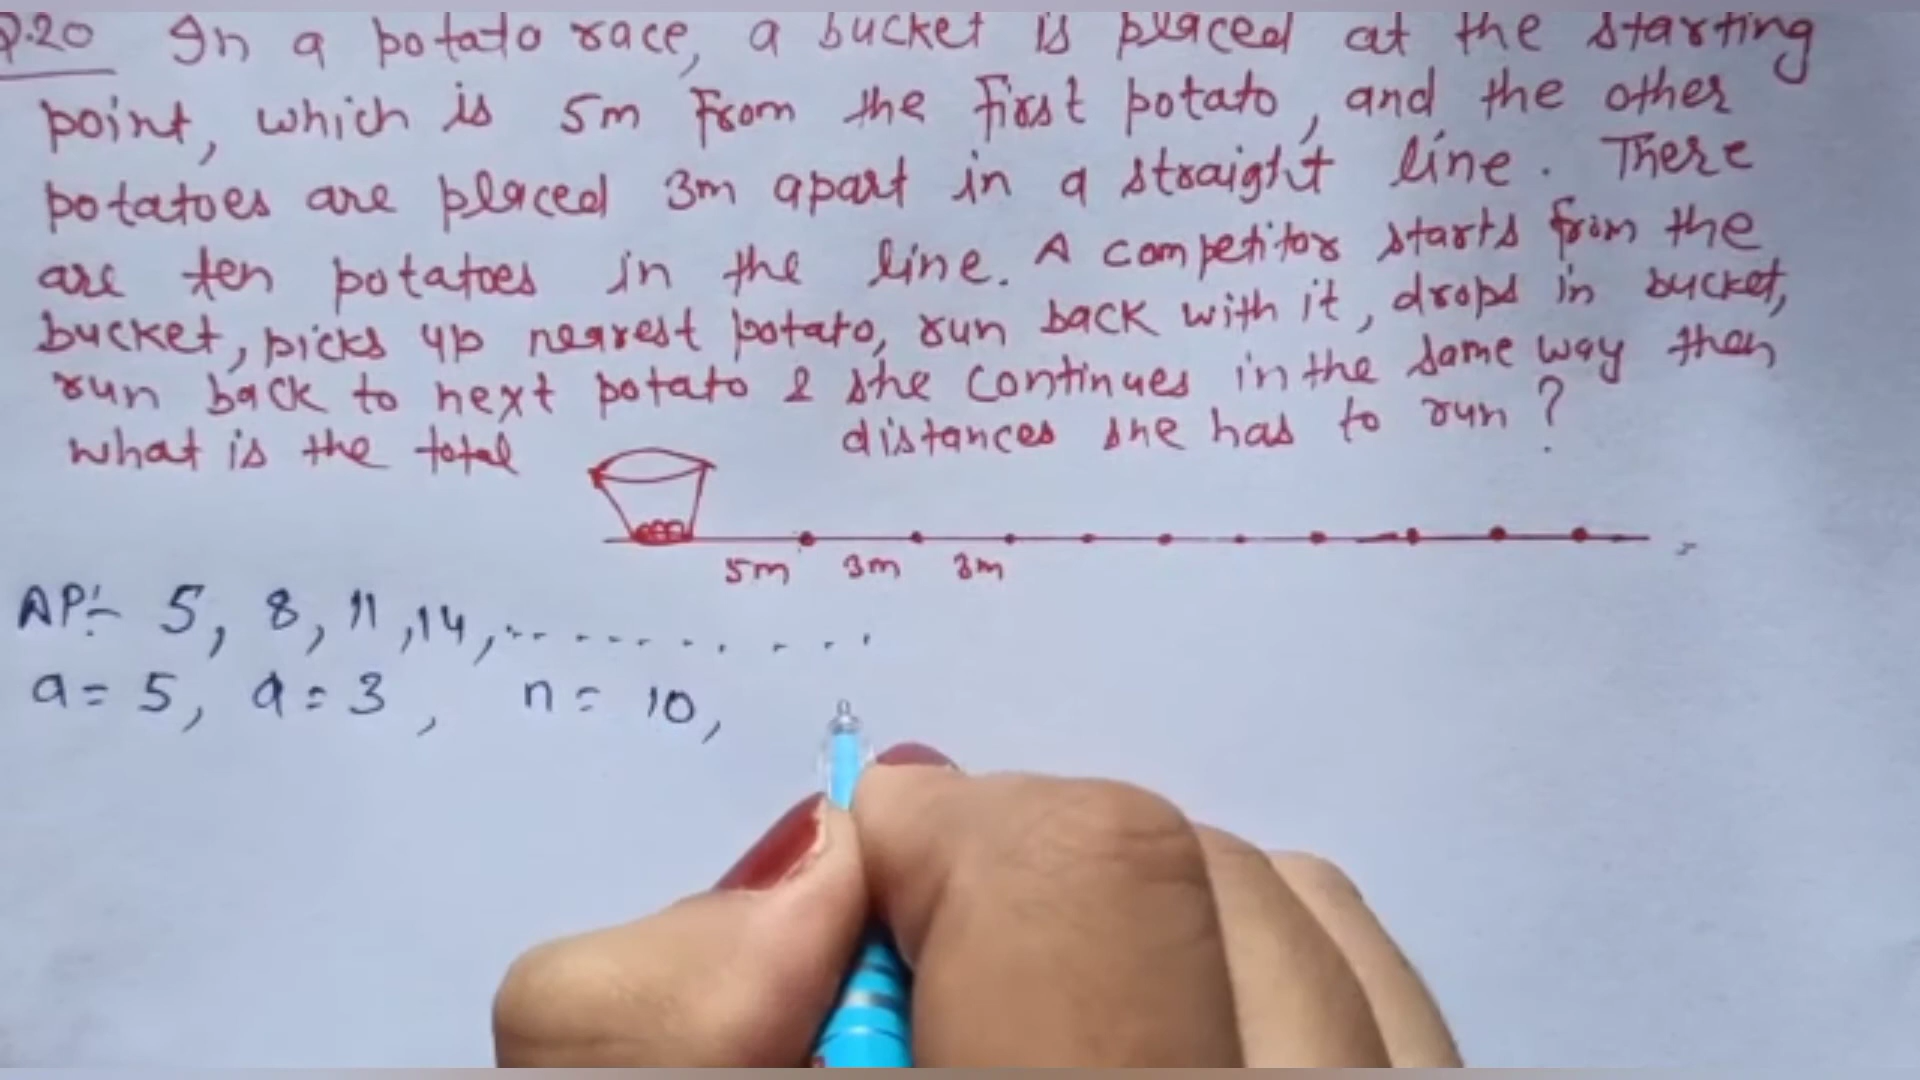 Q.20 In a potato race, a bucket is placed at the starting
point, which is 5m from the first potato, and the other
potatoes are placed 3m apart in a straight line. There
are ten potatoes in the line. A competitor starts from the
bucket, picks up nearest potato, run back with it, drops in bucket,
run back to next potato & she continues in the same way then
what is the total distances she has to run?
5m 3m 3m
AP:- 5, 8, 11, 14, ...........
a = 5, d = 3, n = 10,